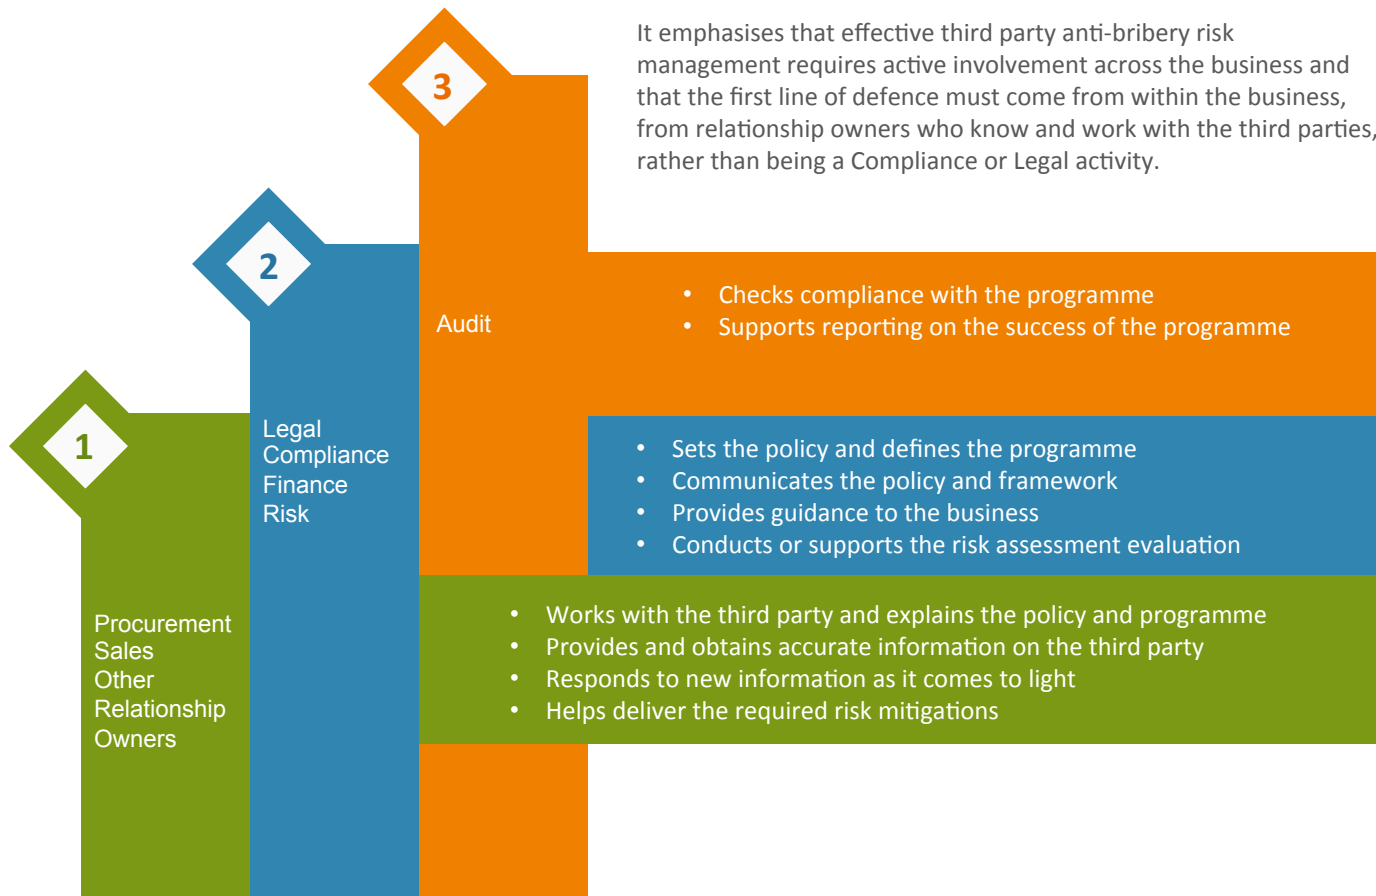 It emphasises that effective third party anti-bribery risk
management requires active involvement across the business and
that the first line of defence must come from within the business,
from relationship owners who know and work with the third parties,
rather than being a Compliance or Legal activity.
3
Audit
• Checks compliance with the programme
• Supports reporting on the success of the programme
2
Legal
Compliance
Finance
Risk
• Sets the policy and defines the programme
• Communicates the policy and framework
• Provides guidance to the business
• Conducts or supports the risk assessment evaluation
1
Procurement
Sales
Other
Relationship
Owners
• Works with the third party and explains the policy and programme
• Provides and obtains accurate information on the third party
• Responds to new information as it comes to light
• Helps deliver the required risk mitigations